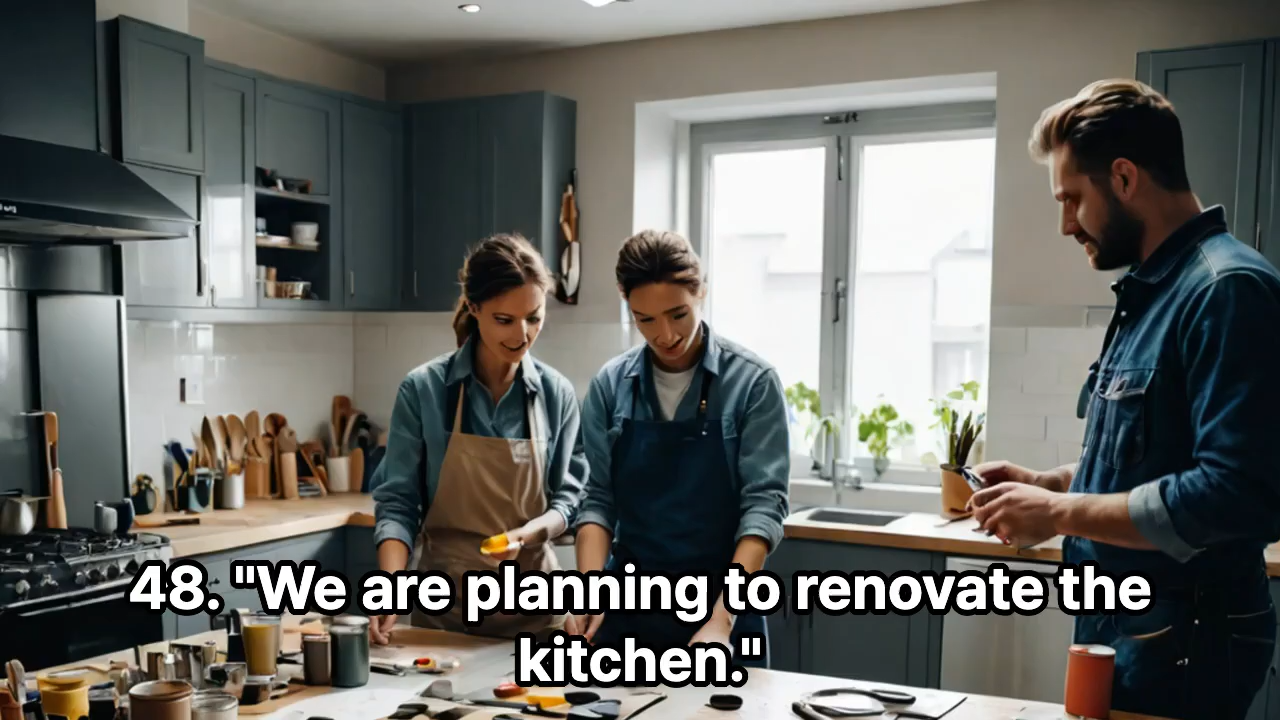 48. "We are planning to renovate the
kitchen."